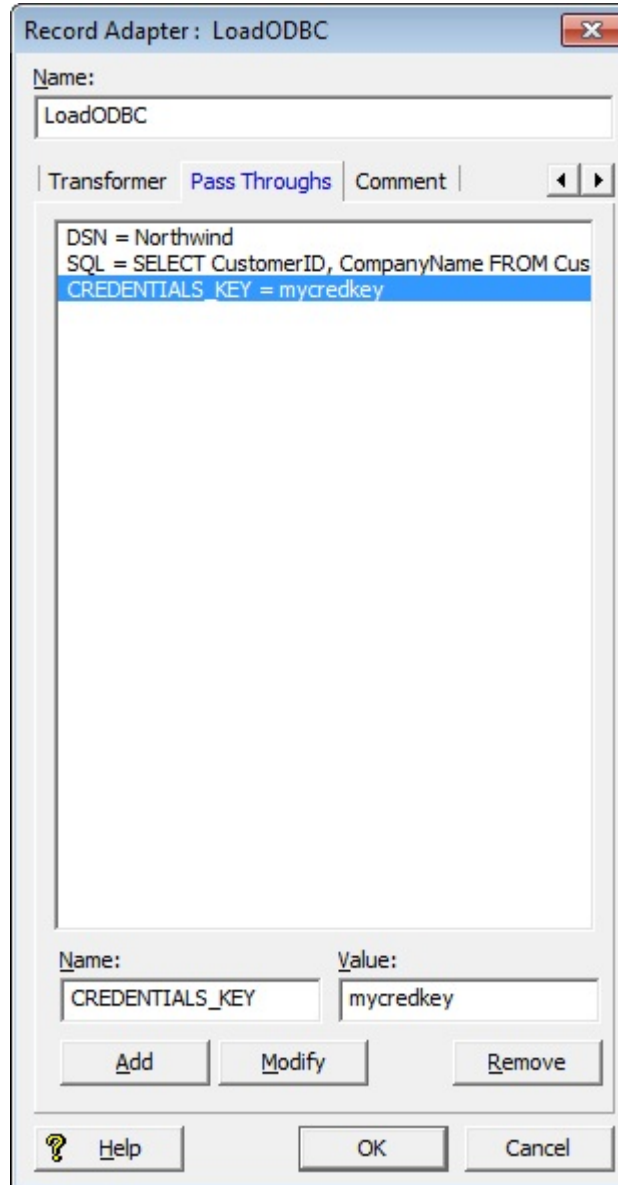 Record Adapter : LoadODBC
Name:
LoadODBC
Transformer Pass Throughs Comment
DSN = Northwind
SQL = SELECT CustomerID, CompanyName FROM Cus
CREDENTIALS_KEY = mycredkey
Name: Value:
CREDENTIALS_KEY mycredkey
Add Modify Remove
? Help OK Cancel